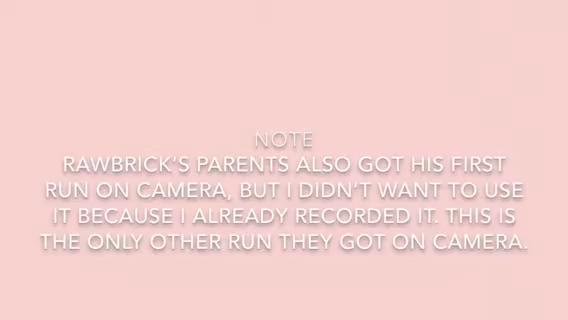 NOTE
RAWBRICK'S PARENTS ALSO GOT HIS FIRST
RUN ON CAMERA, BUT I DIDN'T WANT TO USE
IT BECAUSE I ALREADY RECORDED IT. THIS IS
THE ONLY OTHER RUN THEY GOT ON CAMERA.